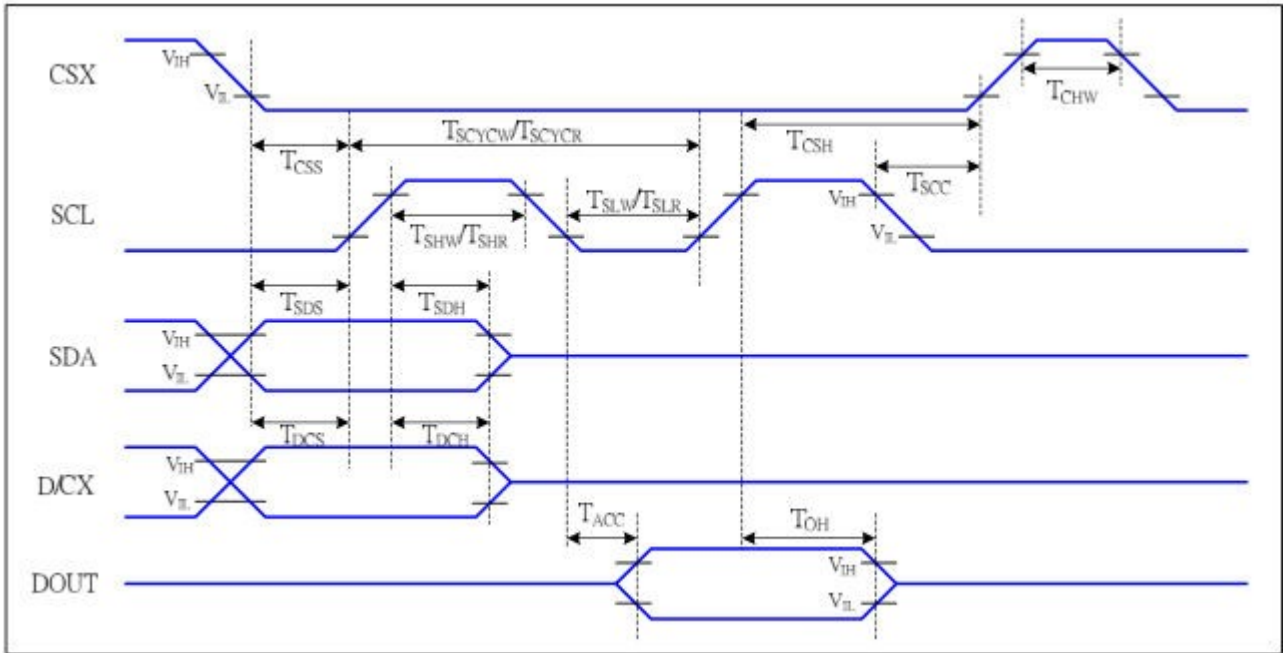 CSX
VIH
VIL
TCHW
TCSS
TSCYCW/TSCYCR
TCSH
TSCC
SCL
TSHW/TSHR
TSLW/TSLR
VIH
VIL
TSDS
TSDH
SDA
VIH
VIL
TDCS
TDCH
D/CX
VIH
VIL
TACC
TOH
DOUT
VIH
VIL